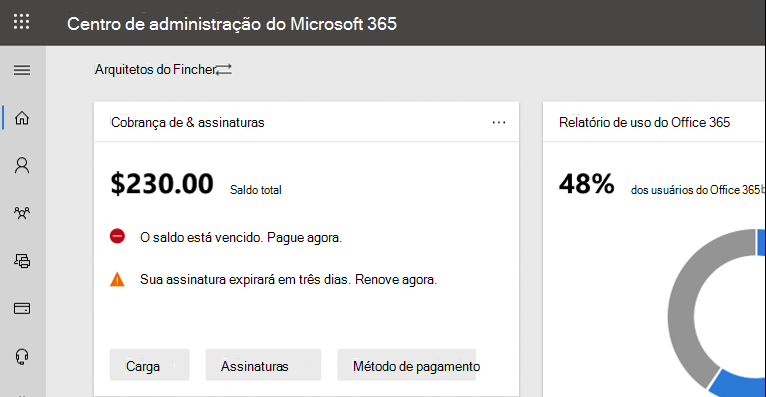 Centro de administração do Microsoft 365
Arquitetos do Fincher
Cobrança de & assinaturas
...
Relatório de uso do Office 365
$230.00 Saldo total
48% dos usuários do Office 365
O saldo está vencido. Pague agora.
Sua assinatura expirará em três dias. Renove agora.
Carga
Assinaturas
Método de pagamento